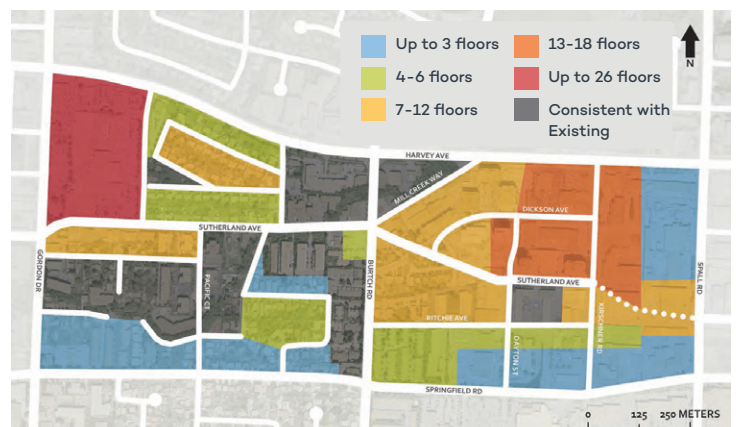 Up to 3 floors
4-6 floors
7-12 floors
13-18 floors
Up to 26 floors
Consistent with
Existing
N
HARVEY AVE
MILL CREEK WAY
DICKSON AVE
SUTHERLAND AVE
GORDON DR
PACIFIC CT
BURTCH RD
SPALL RD
SUTHERLAND AVE
RITCHIE AVE
KIRSCHNER RD
DAYTON ST
SPRINGFIELD RD
0 125 250 METERS